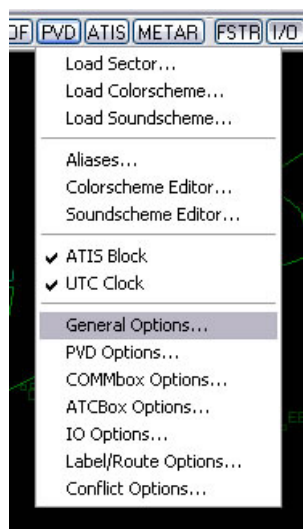 DF PVD ATIS METAR FSTR I/O
Load Sector...
Load Colorscheme...
Load Soundscheme...
Aliases...
Colorscheme Editor...
Soundscheme Editor...
ATIS Block
UTC Clock
General Options...
PVD Options...
COMMbox Options...
ATCBox Options...
IO Options...
Label/Route Options...
Conflict Options...